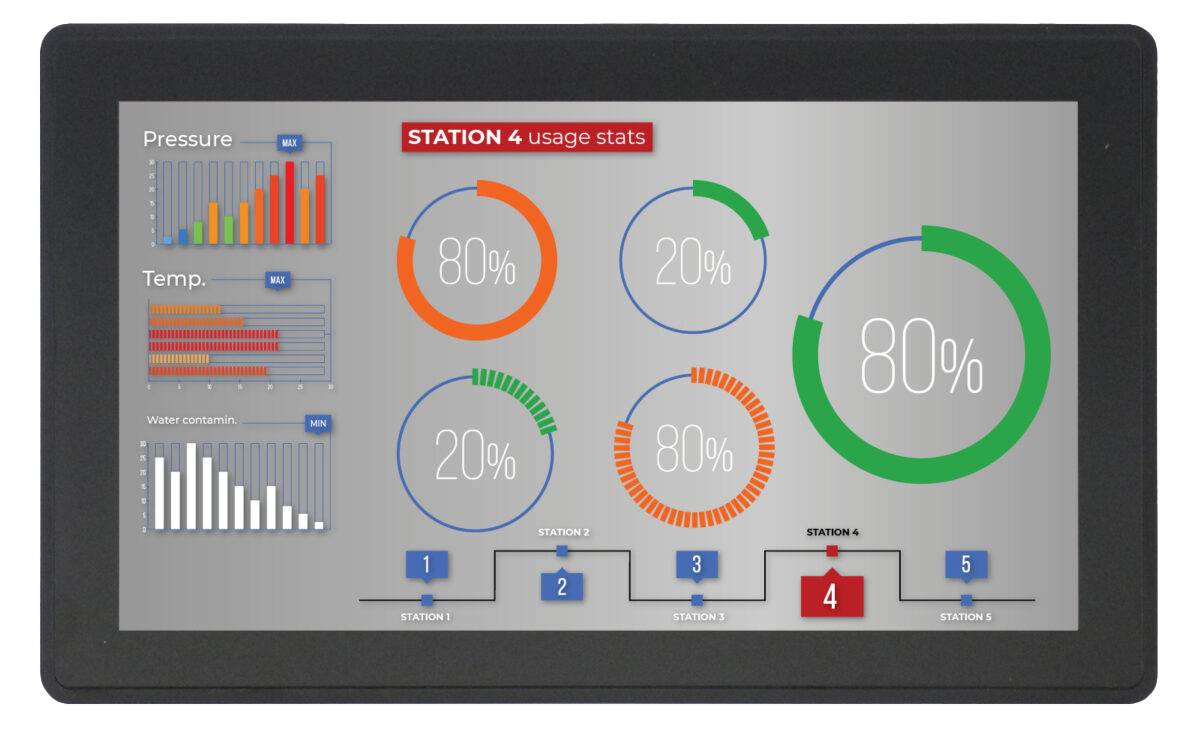 STATION 4 usage stats
Pressure
MAX
30
25
20
15
10
5
0
Temp.
MAX
0 5 10 15 20 25 30
Water contamin.
MIN
30
25
20
15
10
5
0
80%
20%
80%
20%
80%
STATION 2
STATION 4
1
3
5
2
4
STATION 1
STATION 3
STATION 5